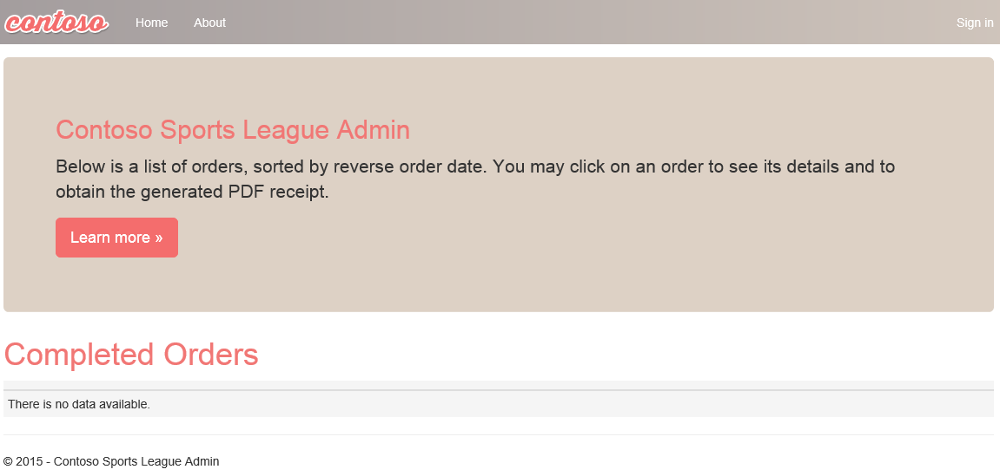 contoso Home About Sign in
Contoso Sports League Admin
Below is a list of orders, sorted by reverse order date. You may click on an order to see its details and to
obtain the generated PDF receipt.
Learn more »
Completed Orders
There is no data available.
© 2015 - Contoso Sports League Admin